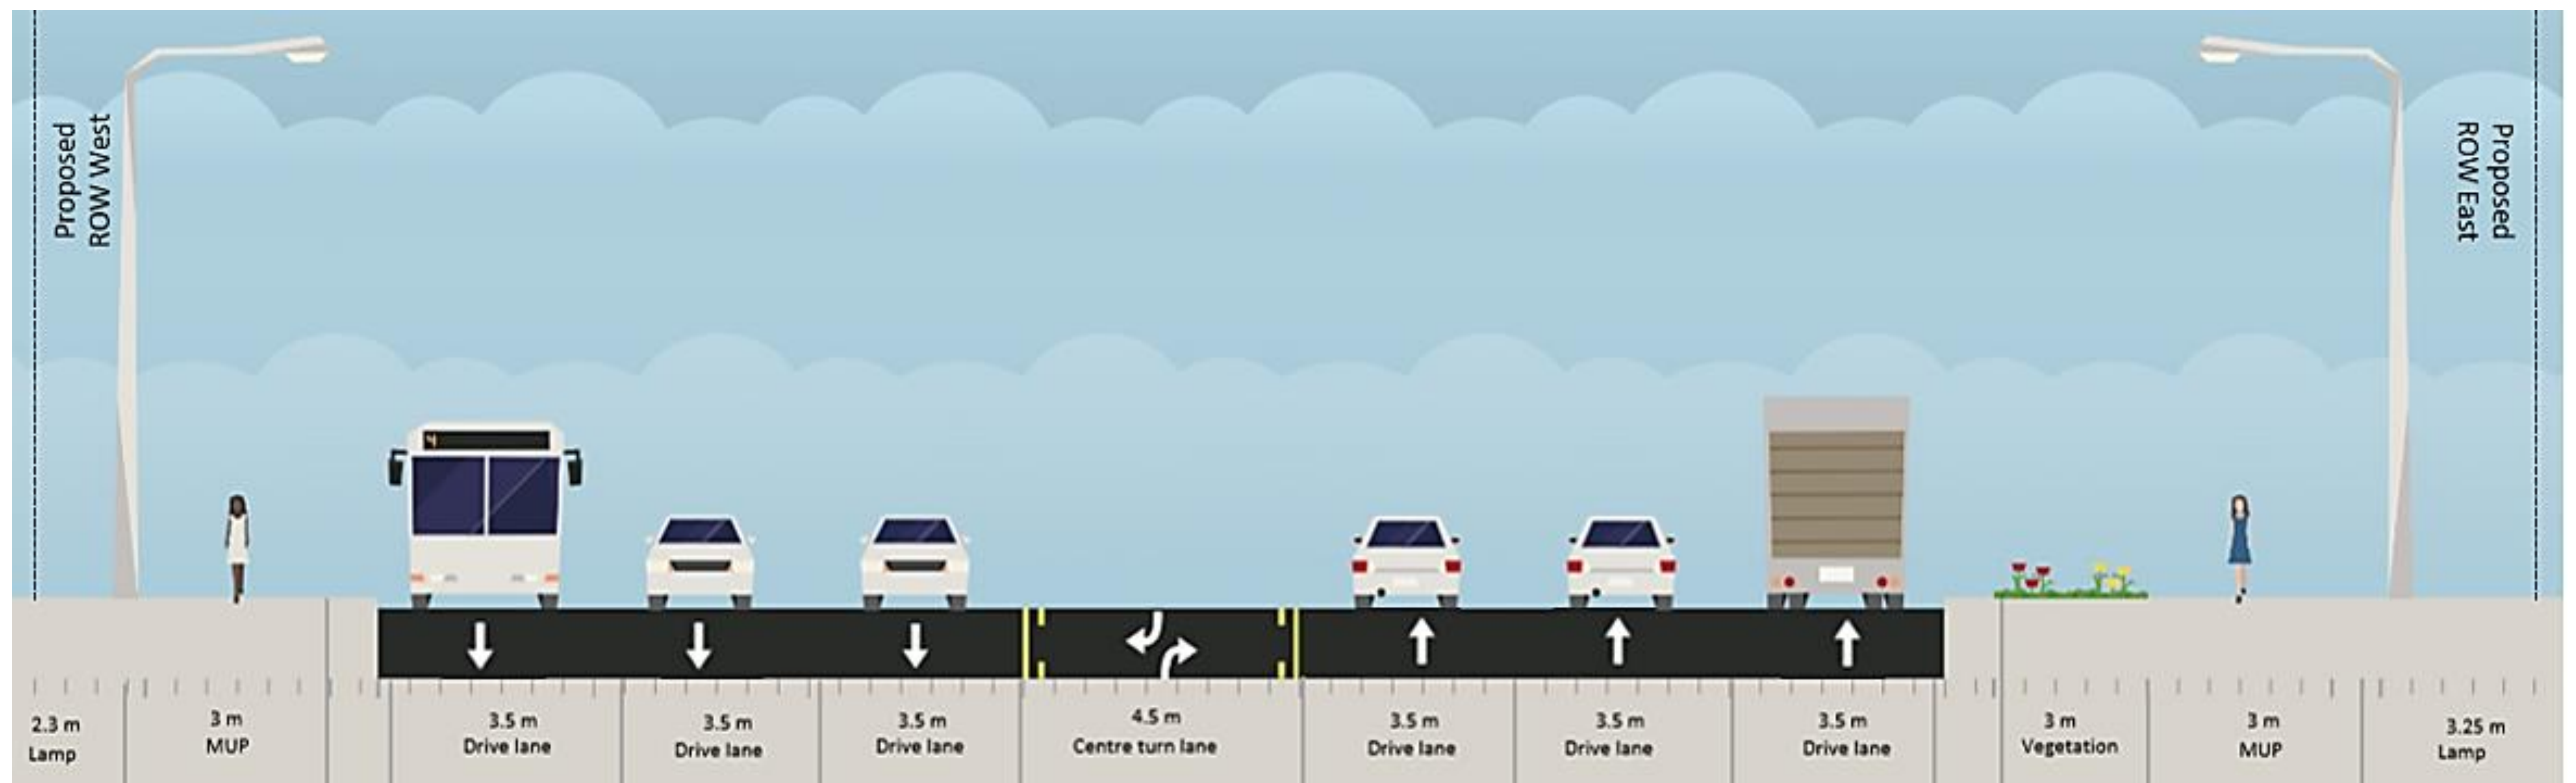 Proposed
ROW West
Proposed
ROW East
4
2.3 m
Lamp
3 m
MUP
3.5 m
Drive lane
3.5 m
Drive lane
3.5 m
Drive lane
4.5 m
Centre turn lane
3.5 m
Drive lane
3.5 m
Drive lane
3.5 m
Drive lane
3 m
Vegetation
3 m
MUP
3.25 m
Lamp